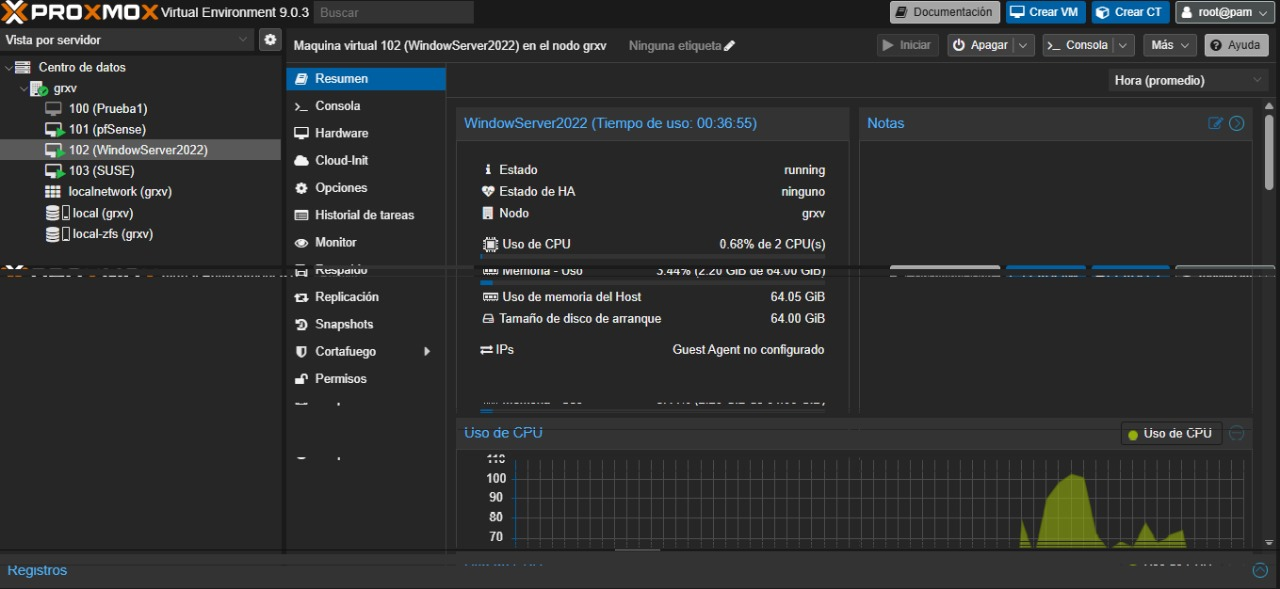 PROXMOX Virtual Environment 9.0.3 Buscar Documentación Crear VM Crear CT root@pam
Vista por servidor
Centro de datos
grxv
100 (Prueba1)
101 (pfSense)
102 (WindowServer2022)
103 (SUSE)
localnetwork (grxv)
local (grxv)
local-zfs (grxv)
Maquina virtual 102 (WindowServer2022) en el nodo grxv Ninguna etiqueta Iniciar Apagar >_ Consola Más Ayuda
Resumen
>_ Consola
Hardware
Cloud-Init
Opciones
Historial de tareas
Monitor
Respaldo
Replicación
Snapshots
Cortafuego
Permisos
Hora (promedio)
WindowServer2022 (Tiempo de uso: 00:36:55)
Estado running
Estado de HA ninguno
Nodo grxv
Uso de CPU 0.68% de 2 CPU(s)
Memoria - Uso 3.44% (2.20 GiB de 64.00 GiB)
Uso de memoria del Host 64.05 GiB
Tamaño de disco de arranque 64.00 GiB
IPs Guest Agent no configurado
Notas
Uso de CPU
Uso de CPU
110
100
90
80
70
Registros